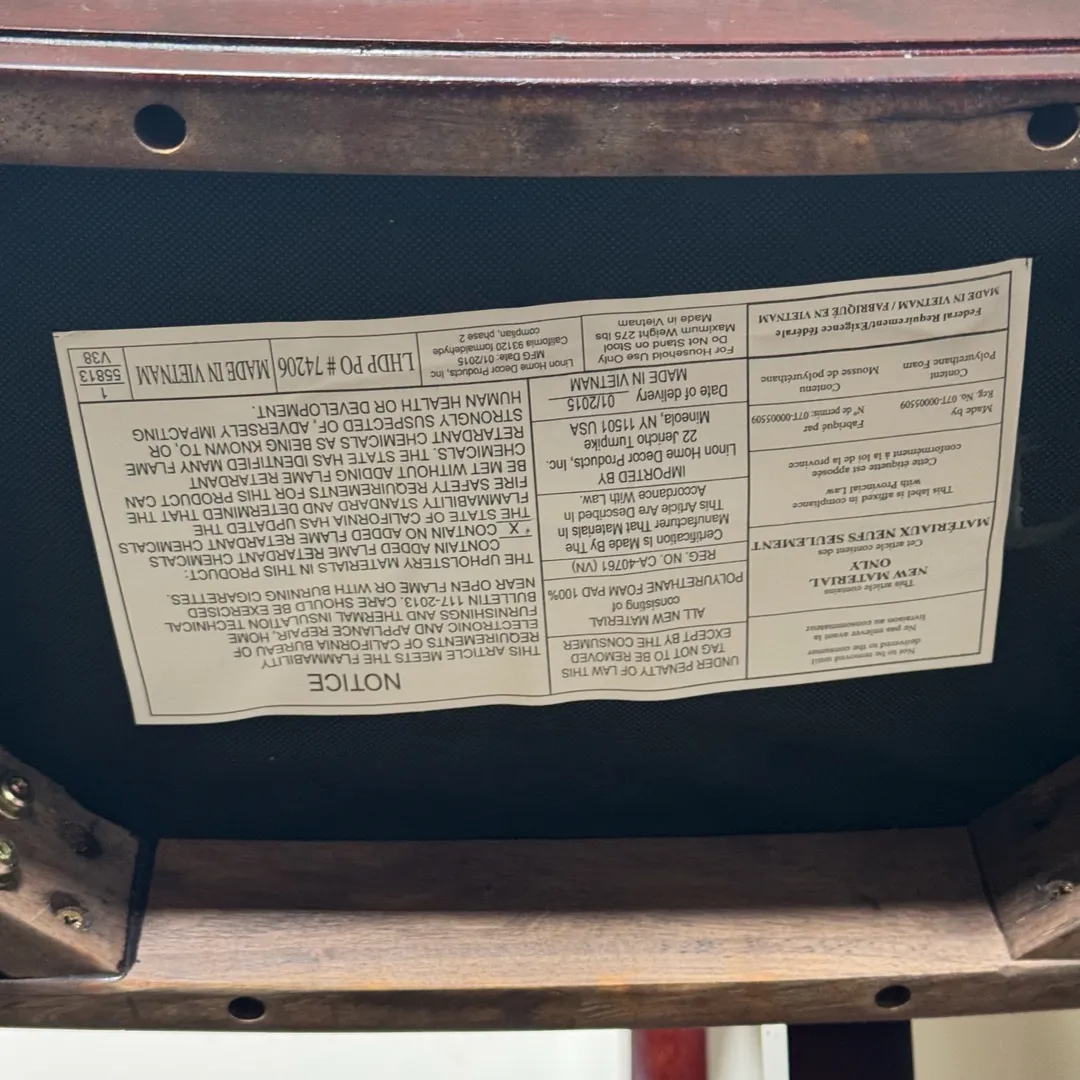 Not to be removed until
delivered to the consumer
Ne pas enlever avant la
livraison au consommateur
This article contains
NEW MATERIAL
ONLY
Cet article contient des
MATÉRIAUX NEUFS SEULEMENT
This label is affixed in compliance
with Provincial Law
Cette étiquette est apposée
conformément à la loi de la province
Made by Fabriqué par
Reg. No. 07T-00005509 Nº de permis: 07T-00005509
Content Contenu
Polyurethane Foam Mousse de polyuréthane
Federal Requirement/Exigence fédérale
MADE IN VIETNAM / FABRIQUÉ EN VIETNAM
UNDER PENALTY OF LAW THIS
TAG NOT TO BE REMOVED
EXCEPT BY THE CONSUMER
ALL NEW MATERIAL
consisting of
POLYURETHANE FOAM PAD 100%
REG. NO. CA-40761 (VN)
Certification Is Made By The
Manufacturer That Materials In
This Article Are Described In
Accordance With Law.
IMPORTED BY
Linon Home Decor Products, Inc.
22 Jericho Turnpike
Mineola, NY 11501 USA
Date of delivery 01/2015
MADE IN VIETNAM
For Household Use Only
Do Not Stand on Stool
Maximum Weight 275 lbs
Made in Vietnam
NOTICE
THIS ARTICLE MEETS THE FLAMMABILITY
REQUIREMENTS OF CALIFORNIA BUREAU OF
ELECTRONIC AND APPLIANCE REPAIR, HOME
FURNISHINGS AND THERMAL INSULATION TECHNICAL
BULLETIN 117-2013. CARE SHOULD BE EXERCISED
NEAR OPEN FLAME OR WITH BURNING CIGARETTES.
THE UPHOLSTERY MATERIALS IN THIS PRODUCT:
CONTAIN ADDED FLAME RETARDANT CHEMICALS
* X CONTAIN NO ADDED FLAME RETARDANT CHEMICALS
THE STATE OF CALIFORNIA HAS UPDATED THE
FLAMMABILITY STANDARD AND DETERMINED THAT THE
FIRE SAFETY REQUIREMENTS FOR THIS PRODUCT CAN
BE MET WITHOUT ADDING FLAME RETARDANT
CHEMICALS. THE STATE HAS IDENTIFIED MANY FLAME
RETARDANT CHEMICALS AS BEING KNOWN TO, OR
STRONGLY SUSPECTED OF, ADVERSELY IMPACTING
HUMAN HEALTH OR DEVELOPMENT.
Linon Home Decor Products, Inc
MFG Date: 01/2015
California 93120 formaldehyde
complian, phase 2
LHDP PO # 74206
MADE IN VIETNAM
1
55813
V38